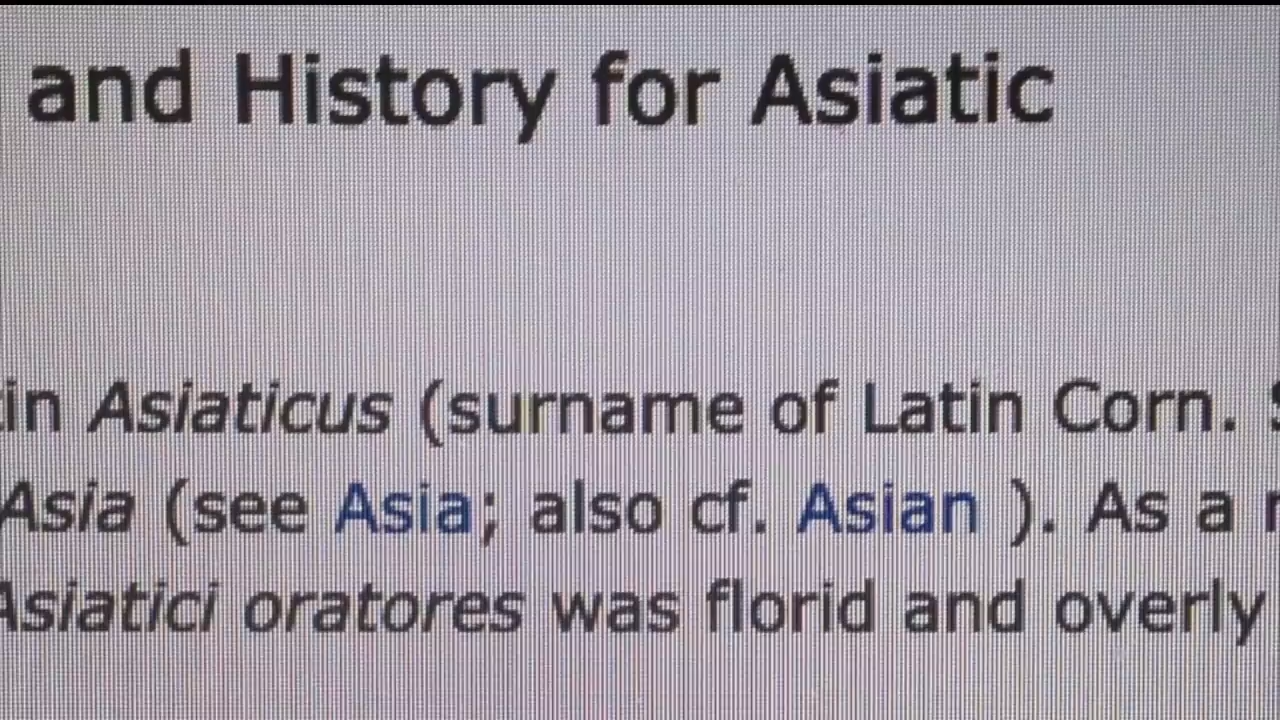 and History for Asiatic
in Asiaticus (surname of Latin Corn.
Asia (see Asia; also cf. Asian ). As a
Asiatici oratores was florid and overly